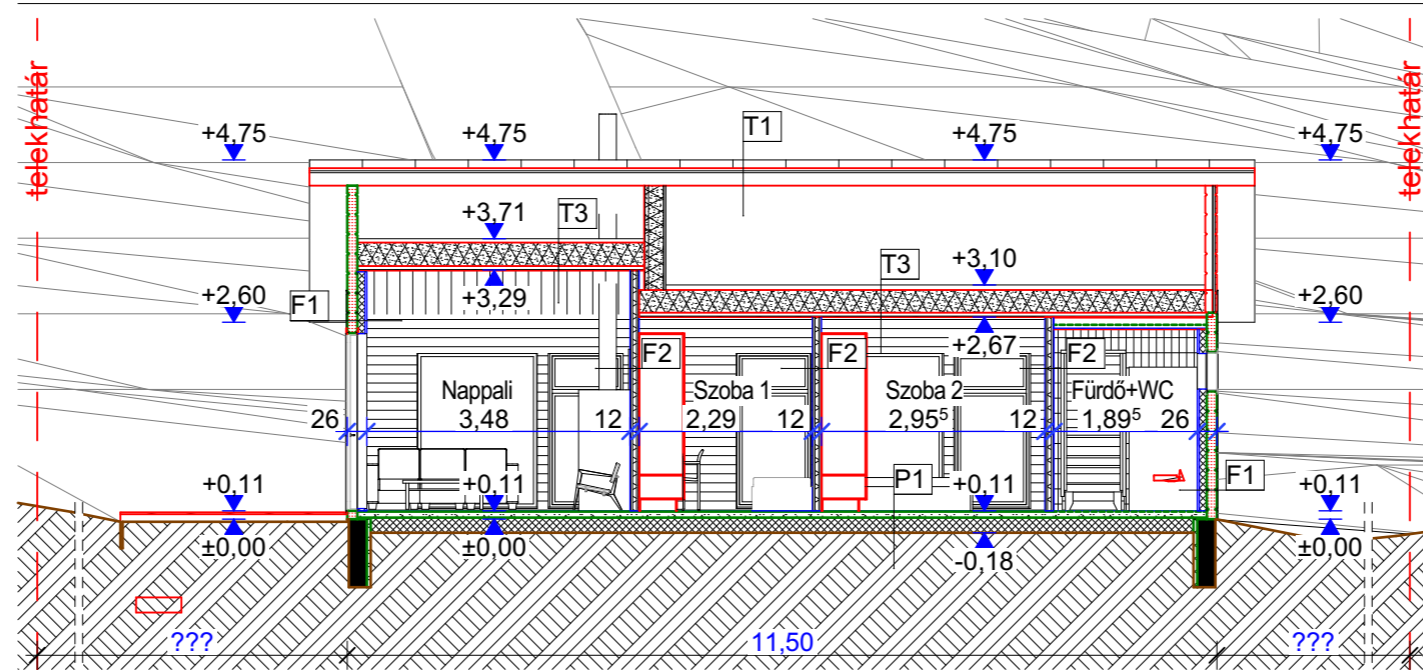 telekhatár
telekhatár
T1
+4,75 +4,75 +4,75 +4,75
+3,71 T3
T3 +3,10
+2,60 F1 +3,29 +2,60
+2,67
F2 F2 F2
Nappali Szoba 1 Szoba 2 Fürdő+WC
26 3,48 12 2,29 12 2,95⁵ 12 1,89⁵ 26
P1 F1
+0,11 +0,11 +0,11 +0,11
±0,00 ±0,00 -0,18 ±0,00
??? 11,50 ???